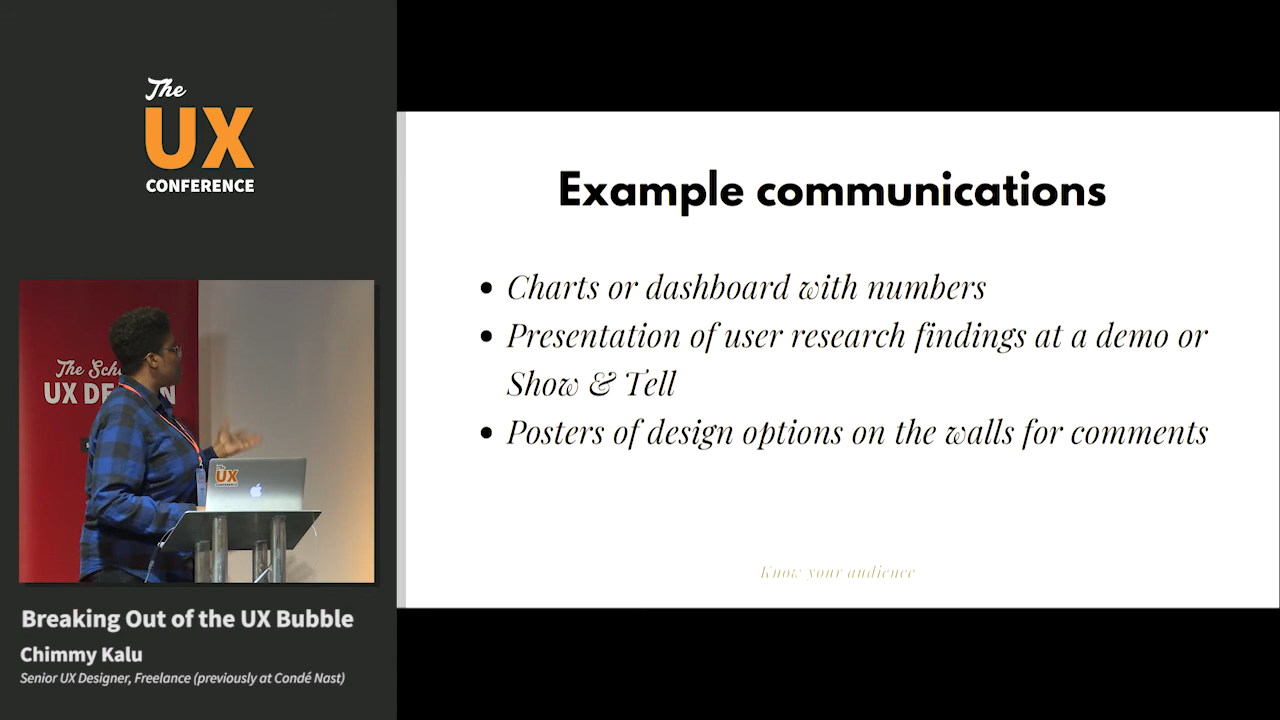 The
UX
CONFERENCE
The
UX DE
N
UX
Breaking Out of the UX Bubble
Chimmy Kalu
Senior UX Designer, Freelance (previously at Condé Nast)
Example communications
• Charts or dashboard with numbers
• Presentation of user research findings at a demo or
Show & Tell
• Posters of design options on the walls for comments
Know your audience